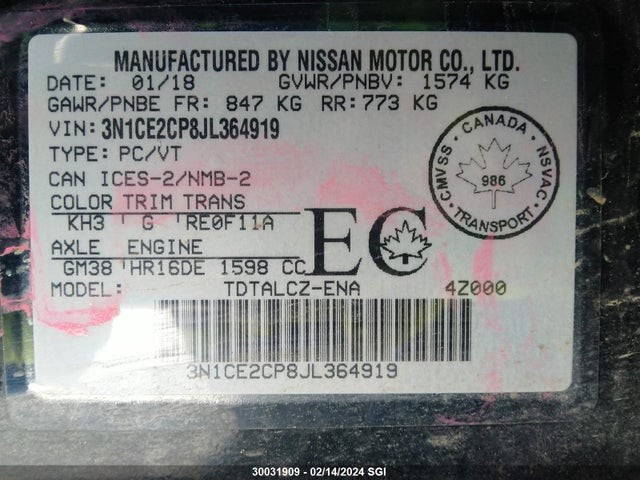 MANUFACTURED BY NISSAN MOTOR CO., LTD.
DATE: 01/18 GVWR/PNBV: 1574 KG
GAWR/PNBE FR: 847 KG RR: 773 KG
VIN: 3N1CE2CP8JL364919
TYPE: PC/VT
CAN ICES-2/NMB-2
COLOR TRIM TRANS
KH3 G RE0F11A
AXLE ENGINE
GM38 HR16DE 1598 CC
MODEL: TDTALCZ-ENA 4Z000
EC
CANADA
CMVSS 986 NSVAC
TRANSPORT
3N1CE2CP8JL364919
30031909 - 02/14/2024 SGI